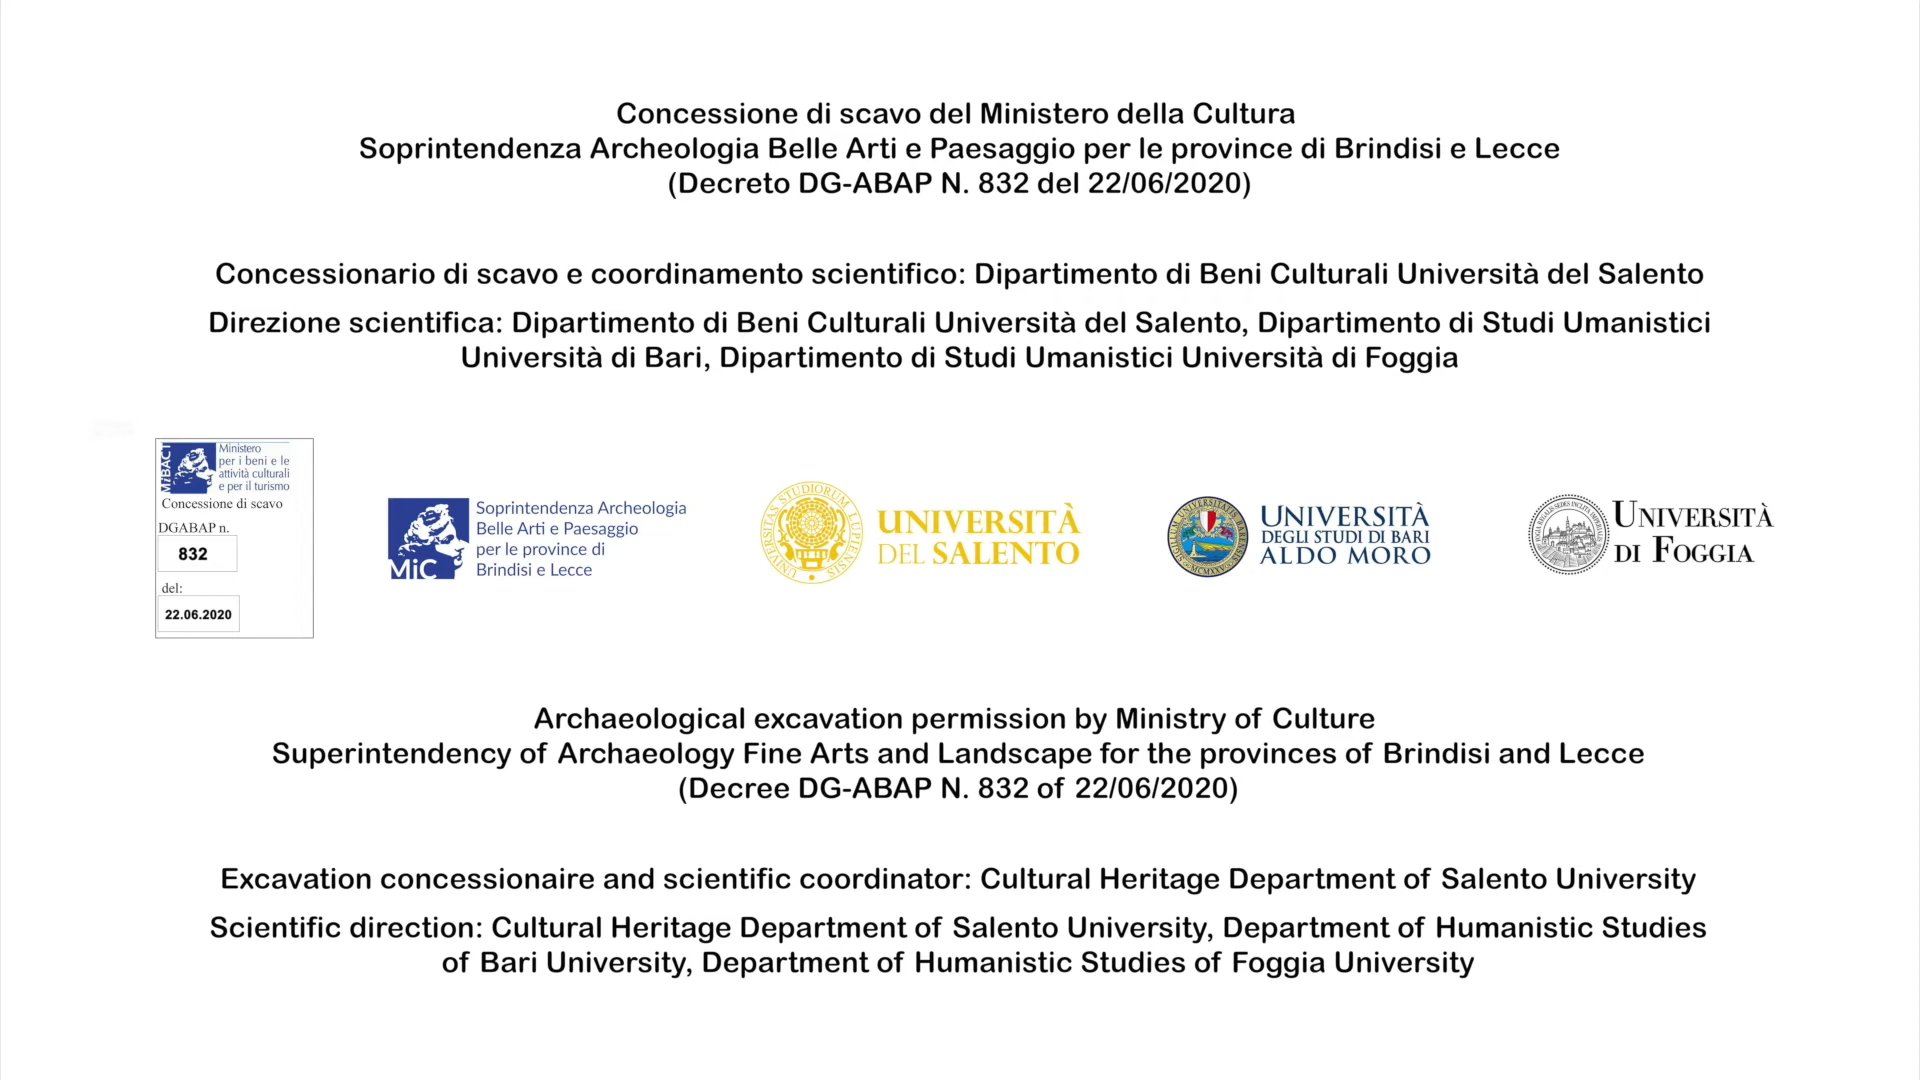 Concessione di scavo del Ministero della Cultura
Soprintendenza Archeologia Belle Arti e Paesaggio per le province di Brindisi e Lecce
(Decreto DG-ABAP N. 832 del 22/06/2020)
Concessionario di scavo e coordinamento scientifico: Dipartimento di Beni Culturali Università del Salento
Direzione scientifica: Dipartimento di Beni Culturali Università del Salento, Dipartimento di Studi Umanistici
Università di Bari, Dipartimento di Studi Umanistici Università di Foggia
MiBACT
Ministero
per i beni e le
attività culturali
e per il turismo
Concessione di scavo
DGABAP n.
832
del:
22.06.2020
MiC
Soprintendenza Archeologia
Belle Arti e Paesaggio
per le province di
Brindisi e Lecce
UNIVERSITAS STUDIORUM LUPIENSIS
UNIVERSITÀ
DEL SALENTO
UNIVERSITÀ
DEGLI STUDI DI BARI
ALDO MORO
UNIVERSITÀ
DI FOGGIA
Archaeological excavation permission by Ministry of Culture
Superintendency of Archaeology Fine Arts and Landscape for the provinces of Brindisi and Lecce
(Decree DG-ABAP N. 832 of 22/06/2020)
Excavation concessionaire and scientific coordinator: Cultural Heritage Department of Salento University
Scientific direction: Cultural Heritage Department of Salento University, Department of Humanistic Studies
of Bari University, Department of Humanistic Studies of Foggia University